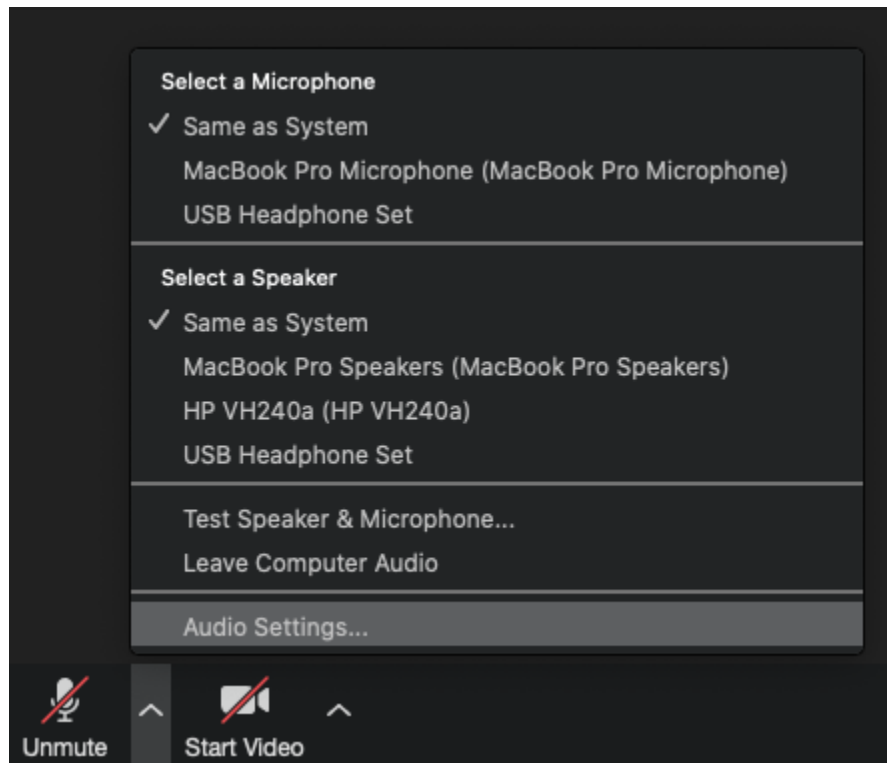 Select a Microphone
✓ Same as System
MacBook Pro Microphone (MacBook Pro Microphone)
USB Headphone Set
Select a Speaker
✓ Same as System
MacBook Pro Speakers (MacBook Pro Speakers)
HP VH240a (HP VH240a)
USB Headphone Set
Test Speaker & Microphone...
Leave Computer Audio
Audio Settings...
Unmute
Start Video